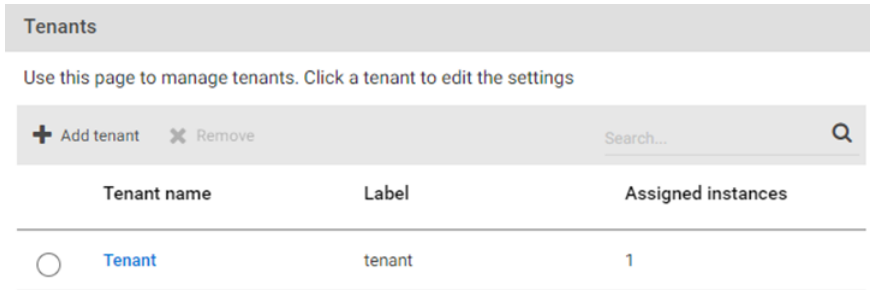 Tenants
Use this page to manage tenants. Click a tenant to edit the settings
Add tenant Remove Search...
Tenant name Label Assigned instances
Tenant tenant 1